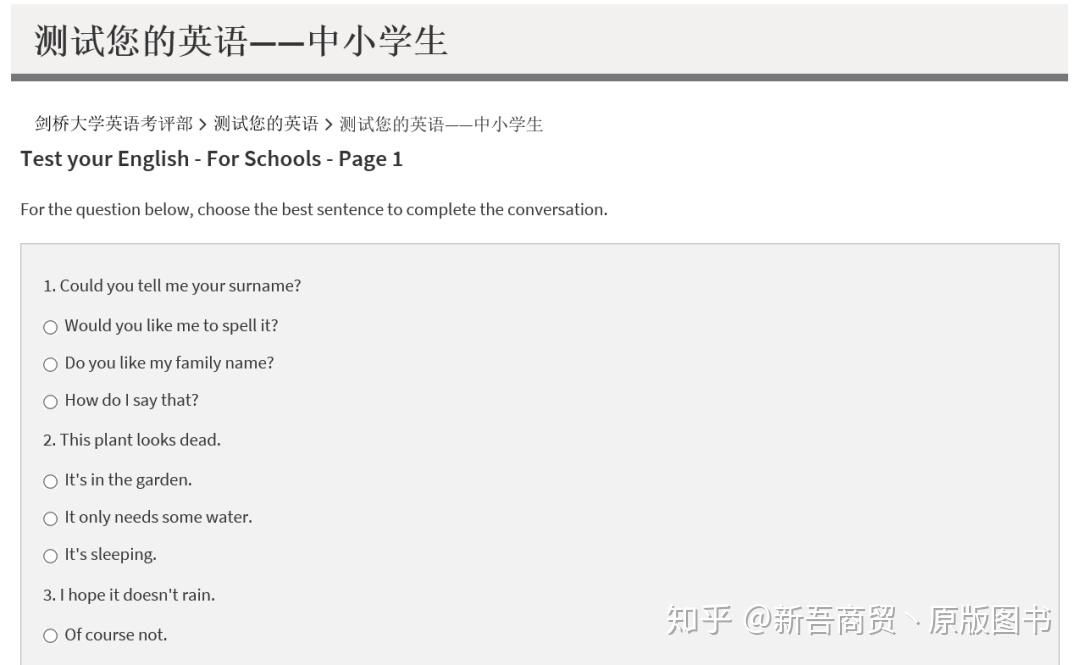 测试您的英语——中小学生
剑桥大学英语考评部 > 测试您的英语 > 测试您的英语——中小学生
Test your English - For Schools - Page 1
For the question below, choose the best sentence to complete the conversation.
1. Could you tell me your surname?
Would you like me to spell it?
Do you like my family name?
How do I say that?
2. This plant looks dead.
It's in the garden.
It only needs some water.
It's sleeping.
3. I hope it doesn't rain.
Of course not.
知乎 @新吾商贸丶原版图书